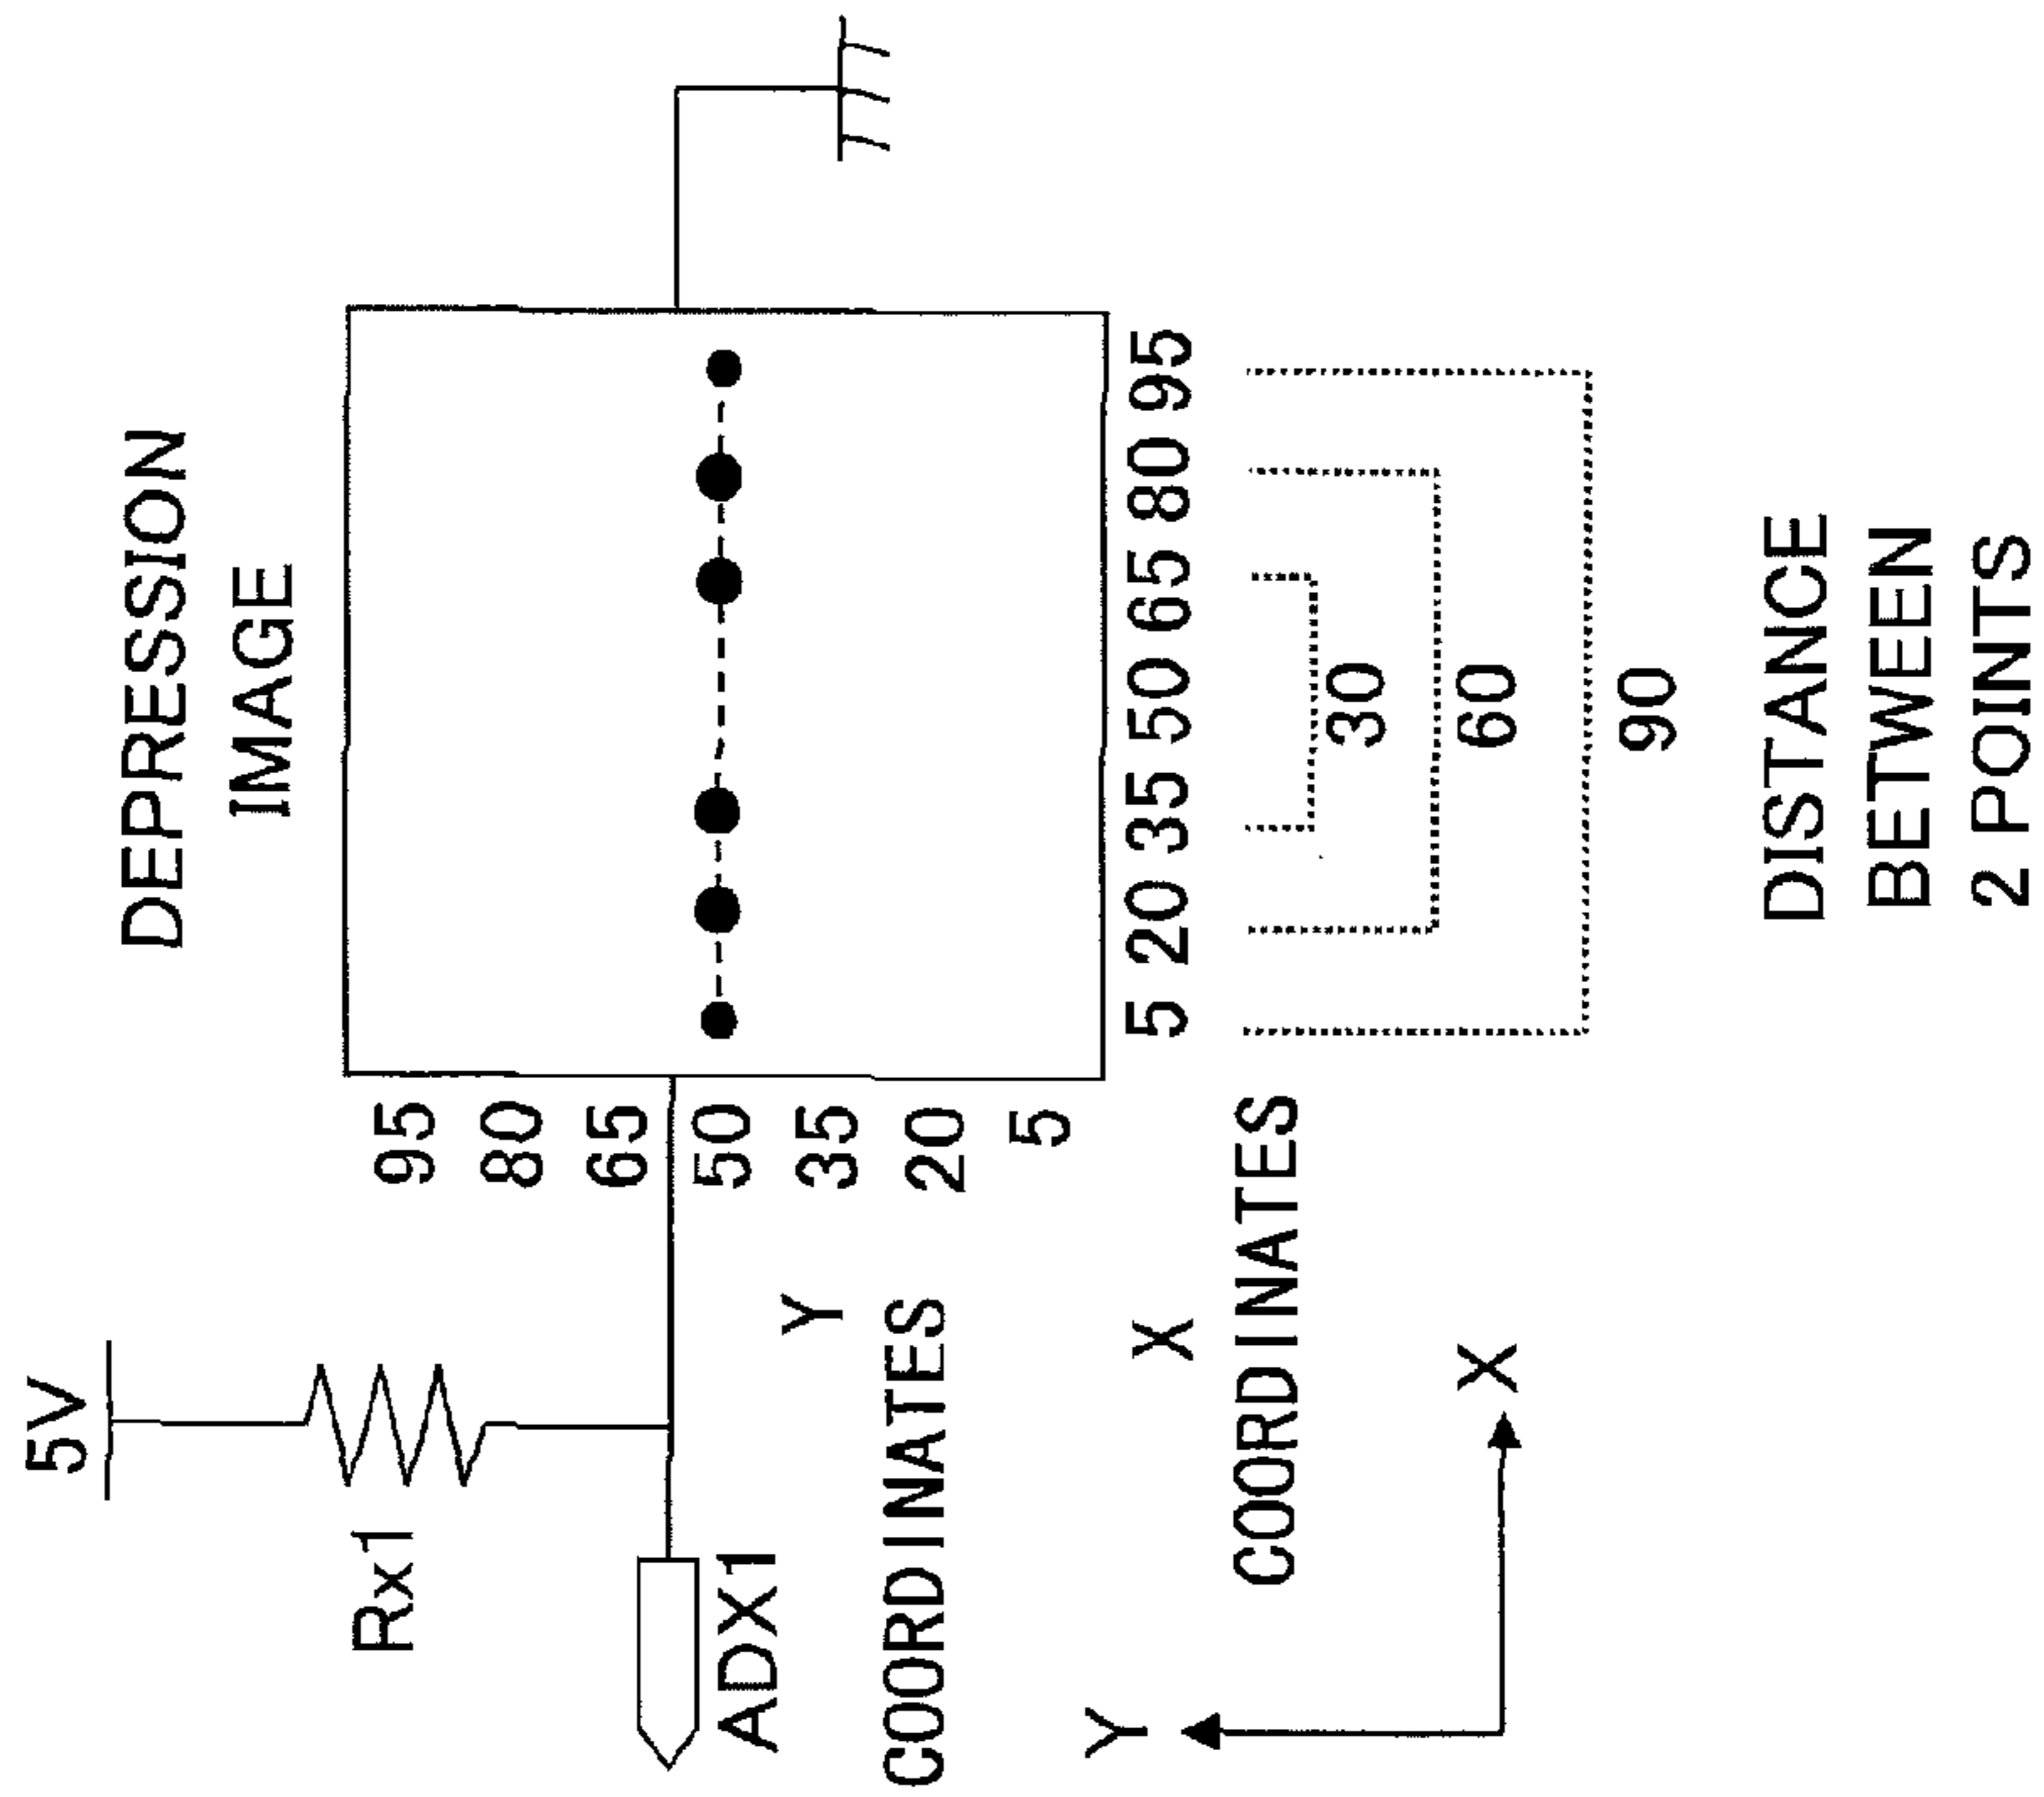 DEPRESSION
IMAGE
5V
Rx1
ADX1
95
80
65
50
35
20
5
Y
COORDINATES
5 20 35 50 65 80 95
X
COORDINATES
30
60
90
Y
X
DISTANCE
BETWEEN
2 POINTS